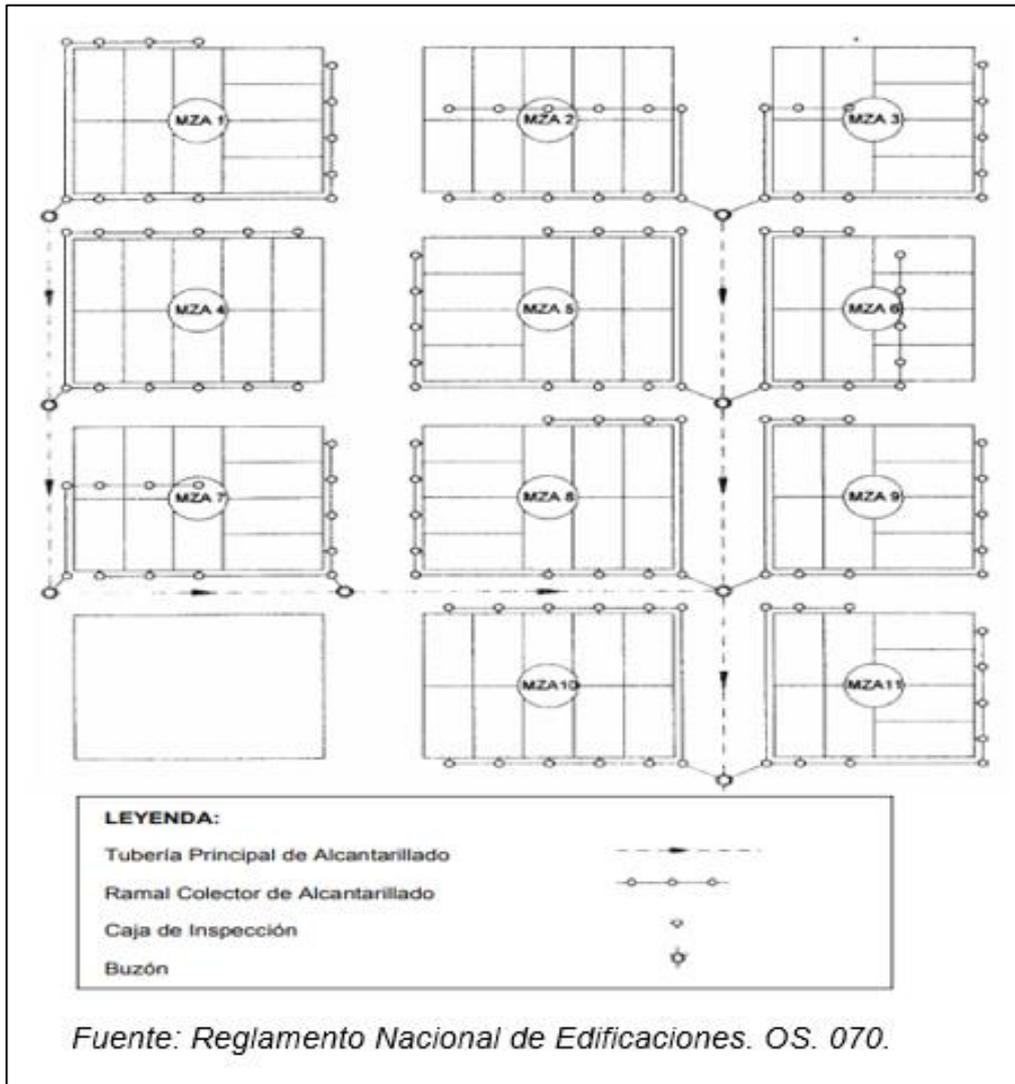 MZA 1
MZA 2
MZA 3
MZA 4
MZA 5
MZA 6
MZA 7
MZA 8
MZA 9
MZA10
MZA11
LEYENDA:
Tubería Principal de Alcantarillado
Ramal Colector de Alcantarillado
Caja de Inspección
Buzón
Fuente: Reglamento Nacional de Edificaciones. OS. 070.